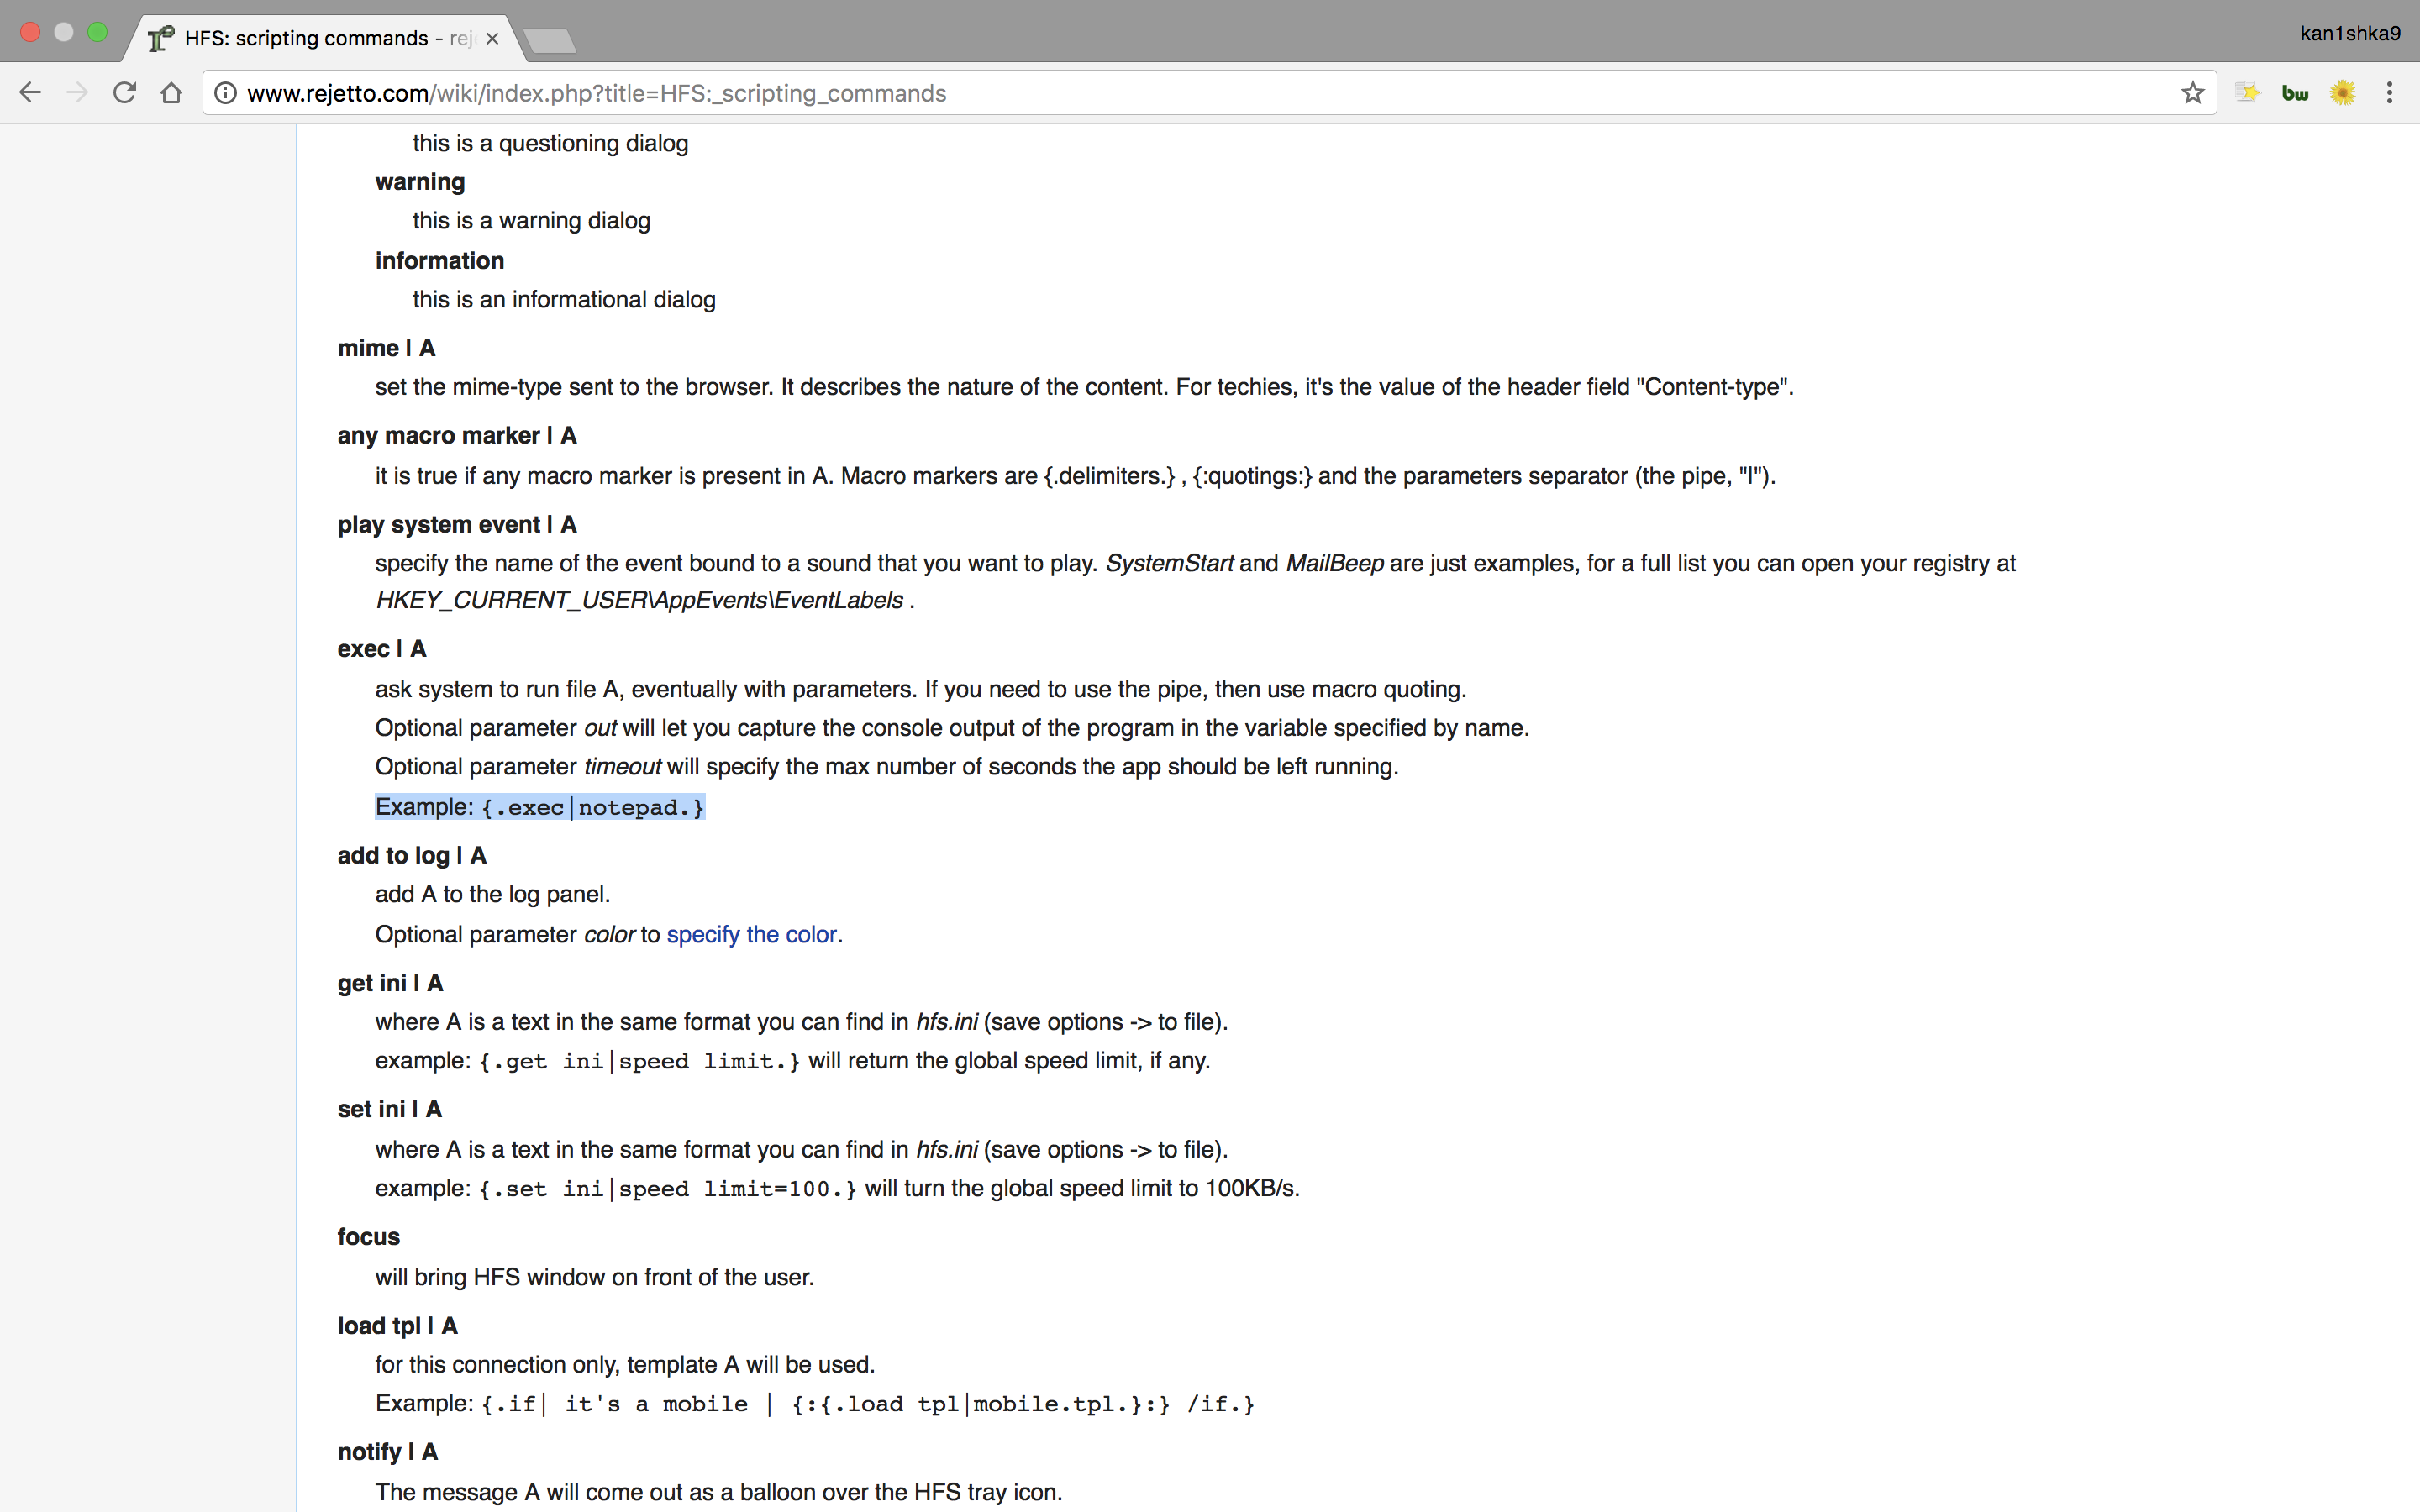 HFS: scripting commands - rej
kan1shka9
www.rejetto.com/wiki/index.php?title=HFS:_scripting_commands
bw
this is a questioning dialog
warning
this is a warning dialog
information
this is an informational dialog
mime | A
set the mime-type sent to the browser. It describes the nature of the content. For techies, it's the value of the header field "Content-type".
any macro marker | A
it is true if any macro marker is present in A. Macro markers are {.delimiters.} , {:quotings:} and the parameters separator (the pipe, "|").
play system event | A
specify the name of the event bound to a sound that you want to play. SystemStart and MailBeep are just examples, for a full list you can open your registry at
HKEY_CURRENT_USER\AppEvents\EventLabels .
exec | A
ask system to run file A, eventually with parameters. If you need to use the pipe, then use macro quoting.
Optional parameter out will let you capture the console output of the program in the variable specified by name.
Optional parameter timeout will specify the max number of seconds the app should be left running.
Example: {.exec|notepad.}
add to log | A
add A to the log panel.
Optional parameter color to specify the color.
get ini | A
where A is a text in the same format you can find in hfs.ini (save options -> to file).
example: {.get ini|speed limit.} will return the global speed limit, if any.
set ini | A
where A is a text in the same format you can find in hfs.ini (save options -> to file).
example: {.set ini|speed limit=100.} will turn the global speed limit to 100KB/s.
focus
will bring HFS window on front of the user.
load tpl | A
for this connection only, template A will be used.
Example: {.if| it's a mobile | {:{.load tpl|mobile.tpl.}:} /if.}
notify | A
The message A will come out as a balloon over the HFS tray icon.